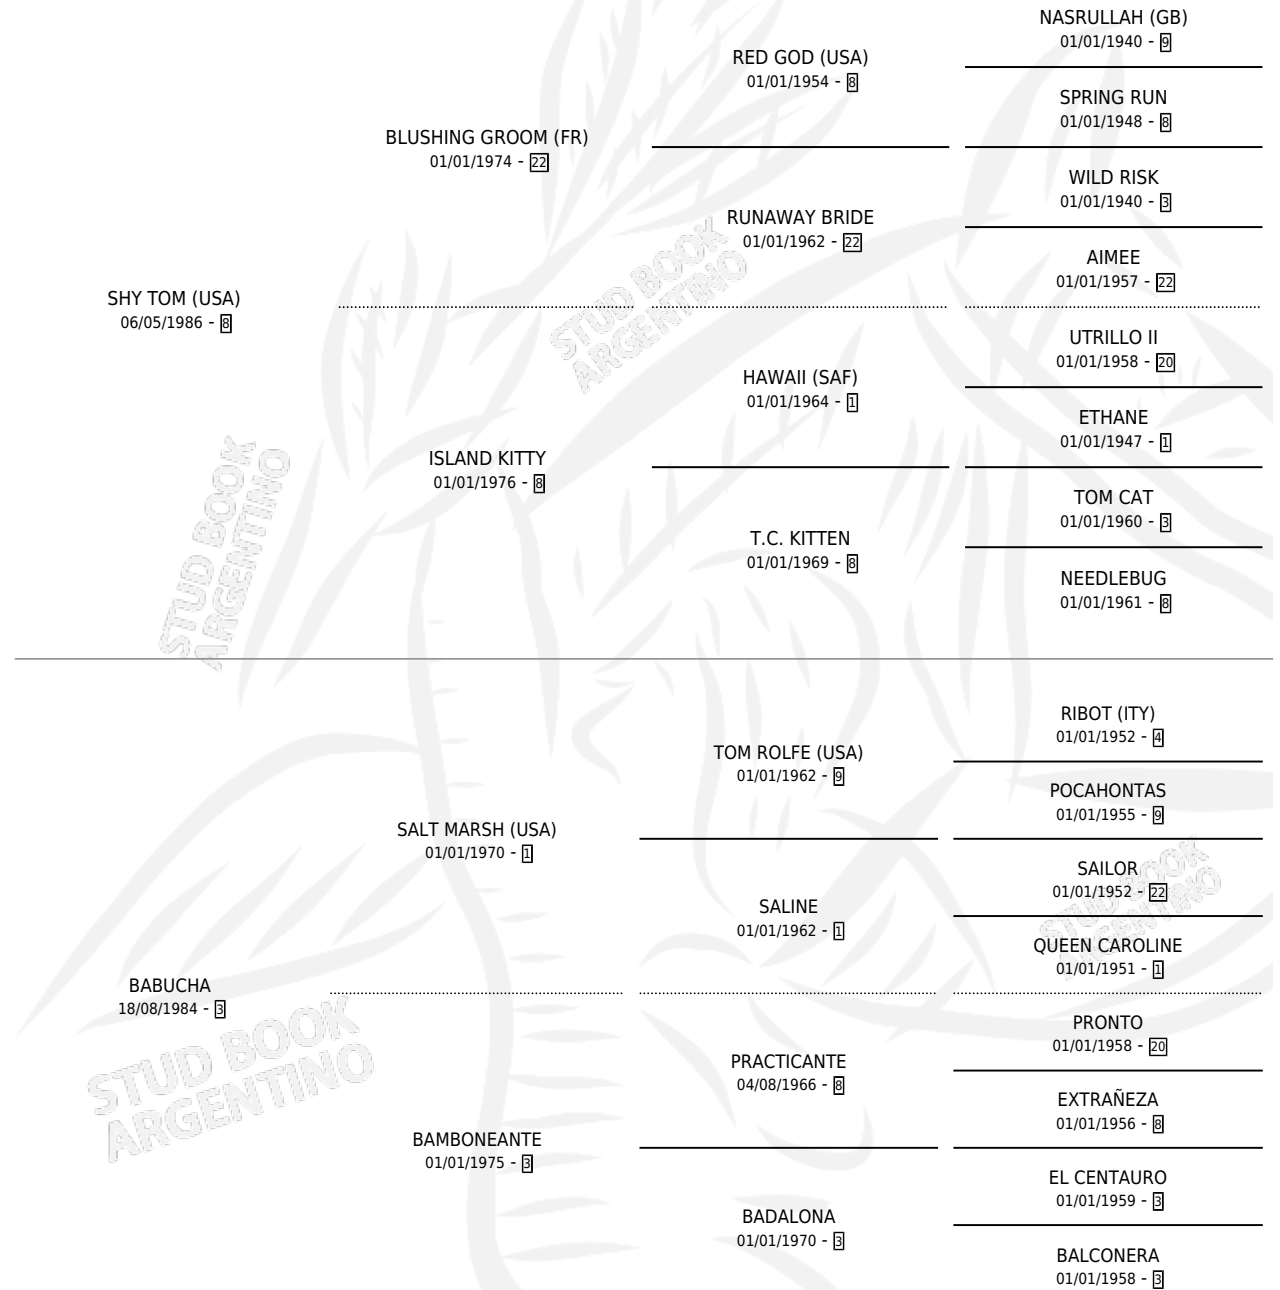 NASRULLAH (GB)
01/01/1940 - 9
RED GOD (USA)
01/01/1954 - 8
SPRING RUN
01/01/1948 - 8
BLUSHING GROOM (FR)
01/01/1974 - 22
WILD RISK
01/01/1940 - 3
RUNAWAY BRIDE
01/01/1962 - 22
AIMEE
01/01/1957 - 22
SHY TOM (USA)
06/05/1986 - 8
UTRILLO II
01/01/1958 - 20
HAWAII (SAF)
01/01/1964 - 1
ETHANE
01/01/1947 - 1
ISLAND KITTY
01/01/1976 - 8
TOM CAT
01/01/1960 - 3
T.C. KITTEN
01/01/1969 - 8
NEEDLEBUG
01/01/1961 - 8
RIBOT (ITY)
01/01/1952 - 4
TOM ROLFE (USA)
01/01/1962 - 9
POCAHONTAS
01/01/1955 - 9
SALT MARSH (USA)
01/01/1970 - 1
SAILOR
01/01/1952 - 22
SALINE
01/01/1962 - 1
QUEEN CAROLINE
01/01/1951 - 1
BABUCHA
18/08/1984 - 3
PRONTO
01/01/1958 - 20
PRACTICANTE
04/08/1966 - 8
EXTRAÑEZA
01/01/1956 - 8
BAMBONEANTE
01/01/1975 - 3
EL CENTAURO
01/01/1959 - 3
BADALONA
01/01/1970 - 3
BALCONERA
01/01/1958 - 3
STUD BOOK
ARGENTINO
STUD BOOK
ARGENTINO
STUD BOOK
ARGENTINO
STUD BOOK
ARGENTINO